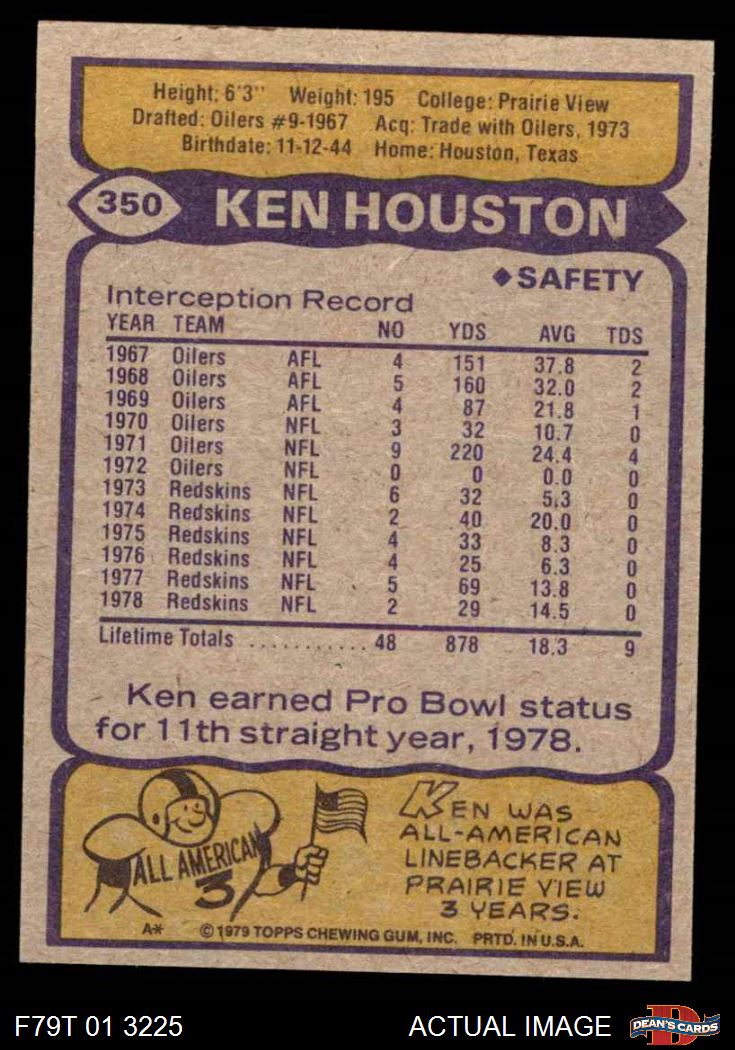 Height: 6'3" Weight: 195 College: Prairie View
Drafted: Oilers #9-1967 Acq: Trade with Oilers, 1973
Birthdate: 11-12-44 Home: Houston, Texas
350 KEN HOUSTON
◆SAFETY
Interception Record
YEAR TEAM NO YDS AVG TDS
1967 Oilers AFL 4 151 37.8 2
1968 Oilers AFL 5 160 32.0 2
1969 Oilers AFL 4 87 21.8 1
1970 Oilers NFL 3 32 10.7 0
1971 Oilers NFL 9 220 24.4 4
1972 Oilers NFL 0 0 0.0 0
1973 Redskins NFL 6 32 5.3 0
1974 Redskins NFL 2 40 20.0 0
1975 Redskins NFL 4 33 8.3 0
1976 Redskins NFL 4 25 6.3 0
1977 Redskins NFL 5 69 13.8 0
1978 Redskins NFL 2 29 14.5 0
Lifetime Totals ........... 48 878 18.3 9
Ken earned Pro Bowl status
for 11th straight year, 1978.
ALL AMERICAN
3
KEN WAS
ALL-AMERICAN
LINEBACKER AT
PRAIRIE VIEW
3 YEARS.
A* ©1979 TOPPS CHEWING GUM, INC. PRTD. IN U.S.A.
F79T 01 3225 ACTUAL IMAGE D DEAN'S CARDS